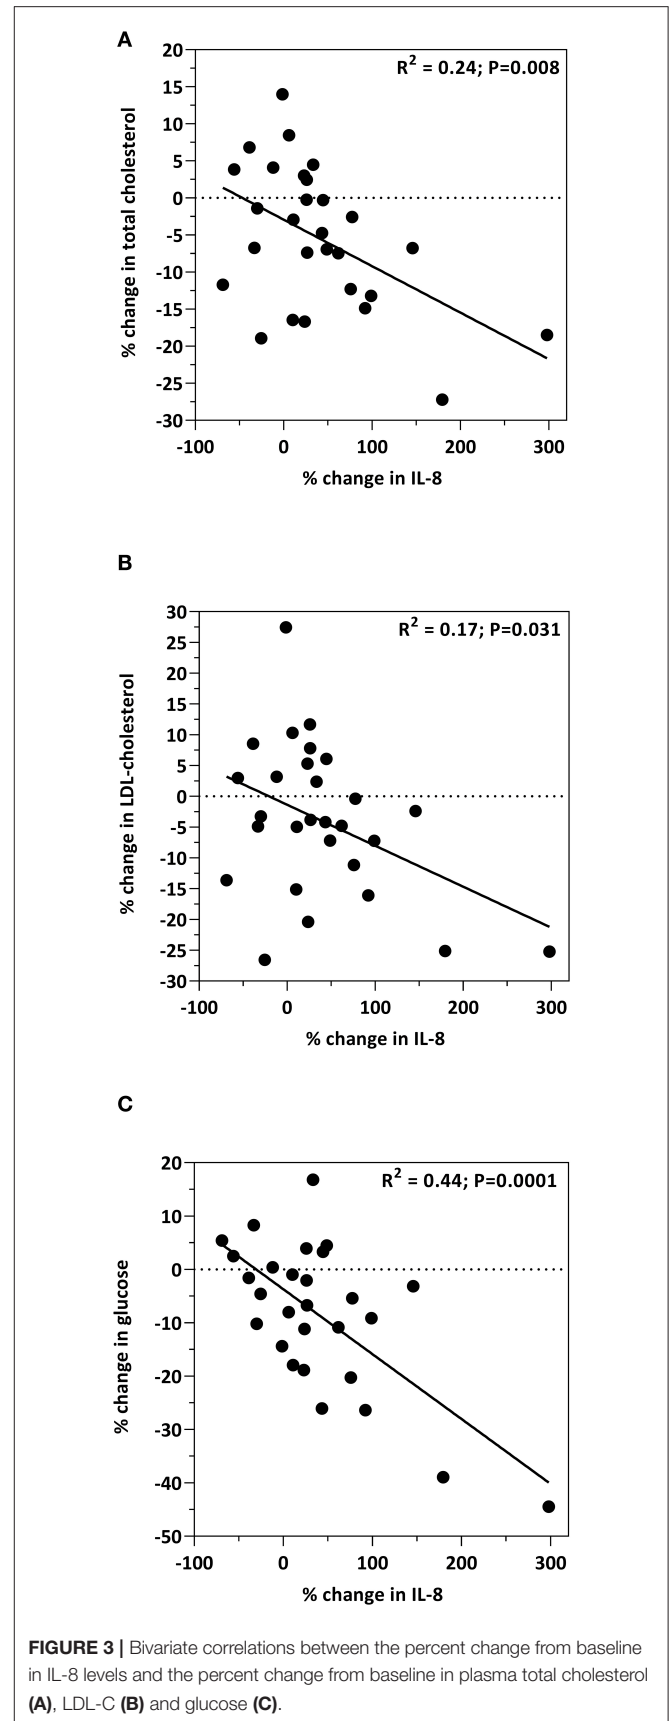 A
R2 = 0.24; P=0.008
% change in total cholesterol
20
15
10
5
0
-5
-10
-15
-20
-25
-30
-100 0 100 200 300
% change in IL-8
B
R2 = 0.17; P=0.031
% change in LDL-cholesterol
30
25
20
15
10
5
0
-5
-10
-15
-20
-25
-30
-100 0 100 200 300
% change in IL-8
C
R2 = 0.44; P=0.0001
% change in glucose
20
10
0
-10
-20
-30
-40
-50
-100 0 100 200 300
% change in IL-8
FIGURE 3 | Bivariate correlations between the percent change from baseline
in IL-8 levels and the percent change from baseline in plasma total cholesterol
(A), LDL-C (B) and glucose (C).